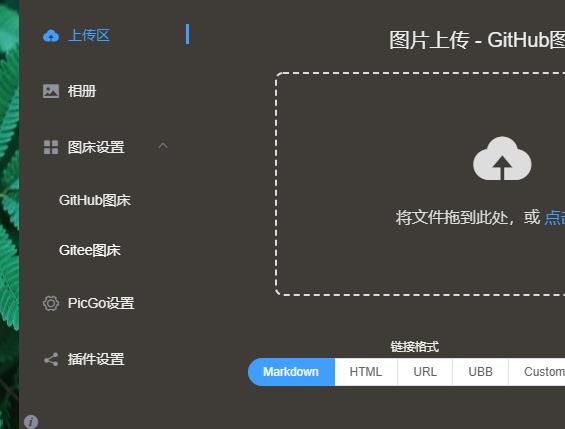 上传区
相册
图床设置
GitHub图床
Gitee图床
PicGo设置
插件设置
图片上传 - GitHub图
将文件拖到此处，或 点击
链接格式
Markdown HTML URL UBB Custom